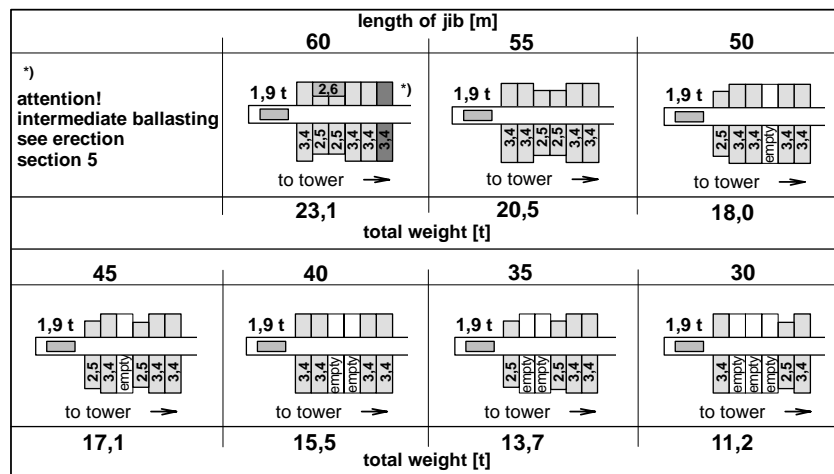 length of jib [m]
60 55 50
*)
attention!
intermediate ballasting
see erection
section 5
1,9 t 2,6 *)
3,4 2,5 2,5 3,4 3,4 3,4
to tower
1,9 t
3,4 3,4 2,5 2,5 3,4 3,4
to tower
1,9 t
2,5 3,4 3,4 empty 3,4
to tower
23,1 20,5 18,0
total weight [t]
45 40 35 30
1,9 t
2,5 3,4 empty 2,5 3,4 3,4
to tower
1,9 t
3,4 3,4 empty empty 3,4 3,4
to tower
1,9 t
2,5 empty empty 2,5 3,4 3,4
to tower
1,9 t
3,4 empty empty empty 2,5 3,4
to tower
17,1 15,5 13,7 11,2
total weight [t]